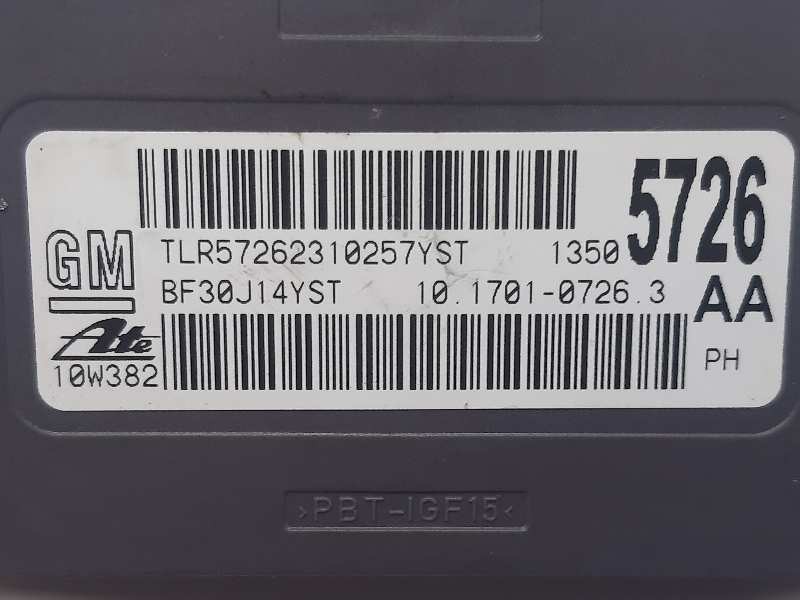 GM
TLR57262310257YST 1350 5726
BF30J14YST 10.1701-0726.3 AA
Ate
10W382 PH
>PBT-IGF15<